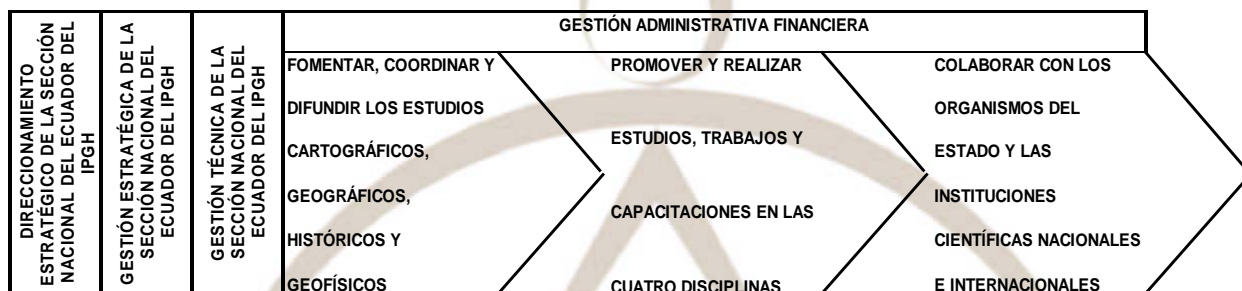 DIRECCIONAMIENTO
ESTRATÉGICO DE LA SECCIÓN
NACIONAL DEL ECUADOR DEL
IPGH
GESTIÓN ESTRATÉGICA DE LA
SECCIÓN NACIONAL DEL
ECUADOR DEL IPGH
GESTIÓN TÉCNICA DE LA
SECCIÓN NACIONAL DEL
ECUADOR DEL IPGH
GESTIÓN ADMINISTRATIVA FINANCIERA
FOMENTAR, COORDINAR Y
DIFUNDIR LOS ESTUDIOS
CARTOGRÁFICOS,
GEOGRÁFICOS,
HISTÓRICOS Y
GEOFÍSICOS
PROMOVER Y REALIZAR
ESTUDIOS, TRABAJOS Y
CAPACITACIONES EN LAS
CUATRO DISCIPLINAS
COLABORAR CON LOS
ORGANISMOS DEL
ESTADO Y LAS
INSTITUCIONES
CIENTÍFICAS NACIONALES
E INTERNACIONALES